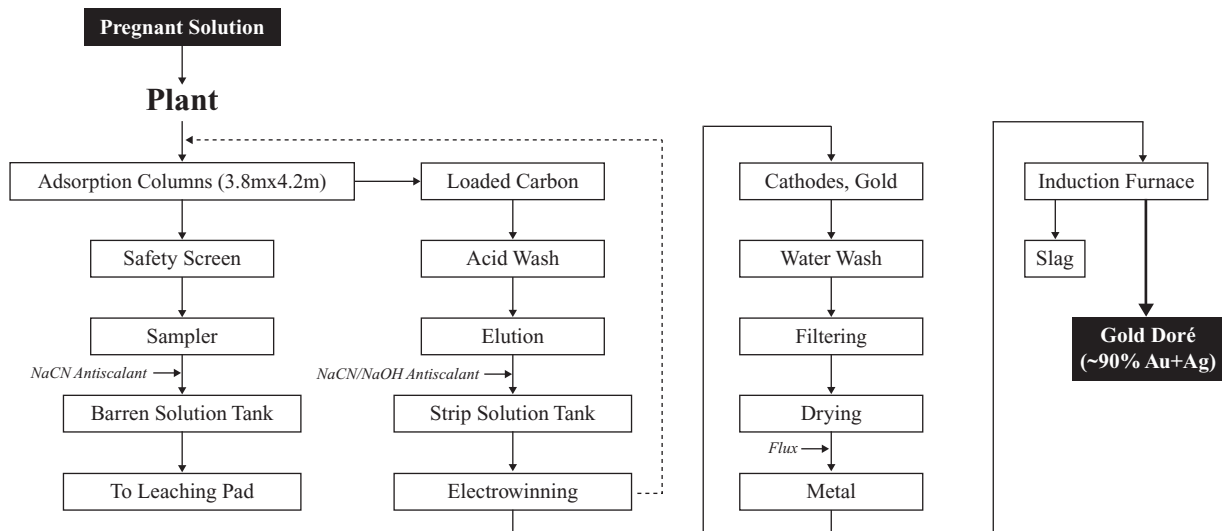 Pregnant Solution
Plant
Adsorption Columns (3.8mx4.2m)
Safety Screen
Sampler
NaCN Antiscalant
Barren Solution Tank
To Leaching Pad
Loaded Carbon
Acid Wash
Elution
NaCN/NaOH Antiscalant
Strip Solution Tank
Electrowinning
Cathodes, Gold
Water Wash
Filtering
Drying
Flux
Metal
Induction Furnace
Slag
Gold Doré
(~90% Au+Ag)